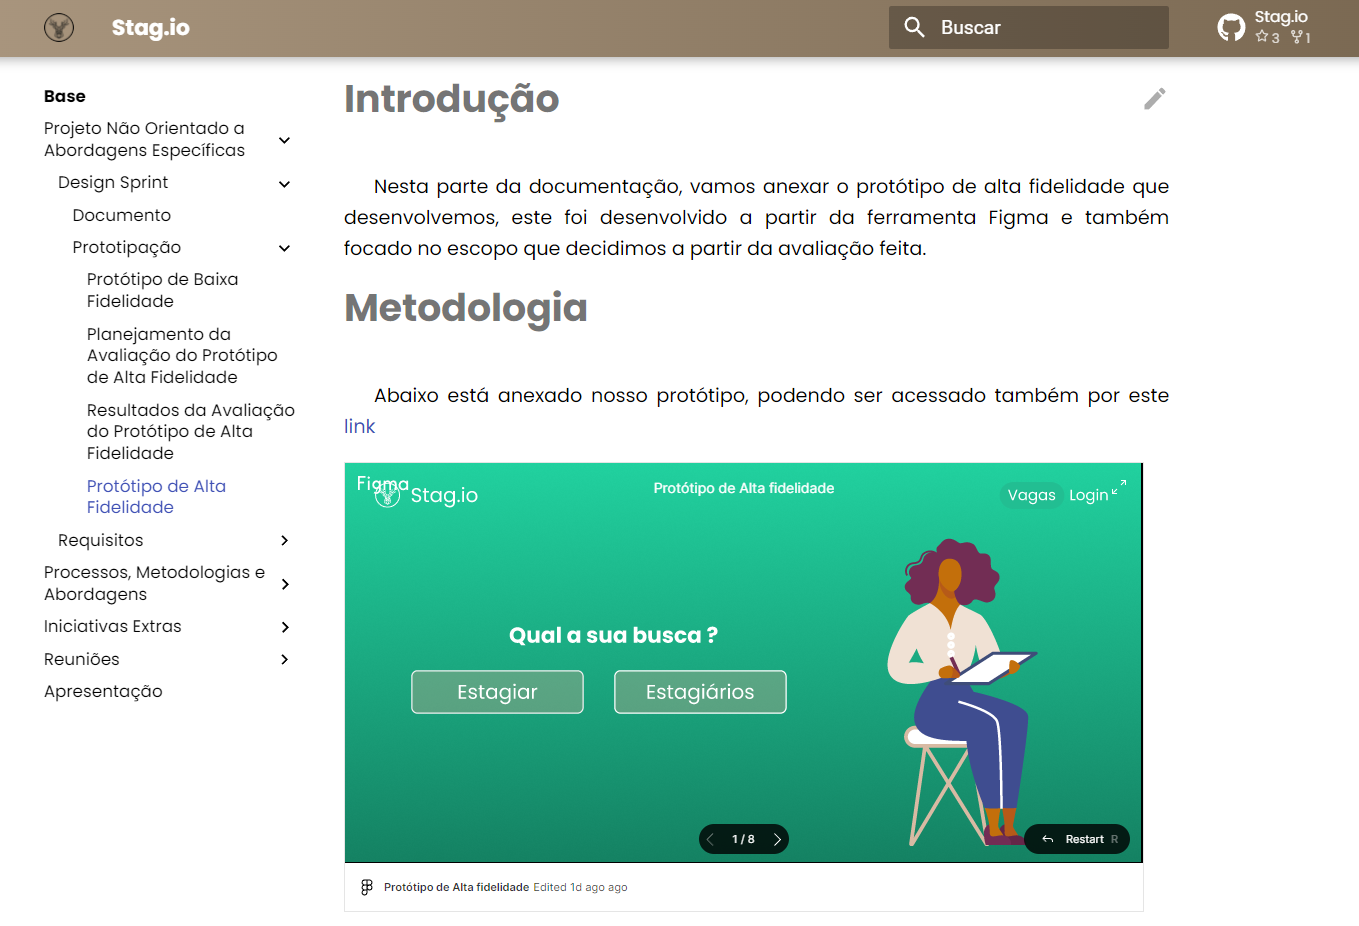 Stag.io
Buscar
Stag.io
3 1
Base
Projeto Não Orientado a
Abordagens Específicas
Design Sprint
Documento
Prototipação
Protótipo de Baixa
Fidelidade
Planejamento da
Avaliação do Protótipo
de Alta Fidelidade
Resultados da Avaliação
do Protótipo de Alta
Fidelidade
Protótipo de Alta
Fidelidade
Requisitos
Processos, Metodologias e
Abordagens
Iniciativas Extras
Reuniões
Apresentação
Introdução
Nesta parte da documentação, vamos anexar o protótipo de alta fidelidade que
desenvolvemos, este foi desenvolvido a partir da ferramenta Figma e também
focado no escopo que decidimos a partir da avaliação feita.
Metodologia
Abaixo está anexado nosso protótipo, podendo ser acessado também por este
link
Figma
Stag.io
Protótipo de Alta fidelidade
Vagas Login
Qual a sua busca ?
Estagiar Estagiários
1 / 8
Restart R
Protótipo de Alta fidelidade Edited 1d ago ago